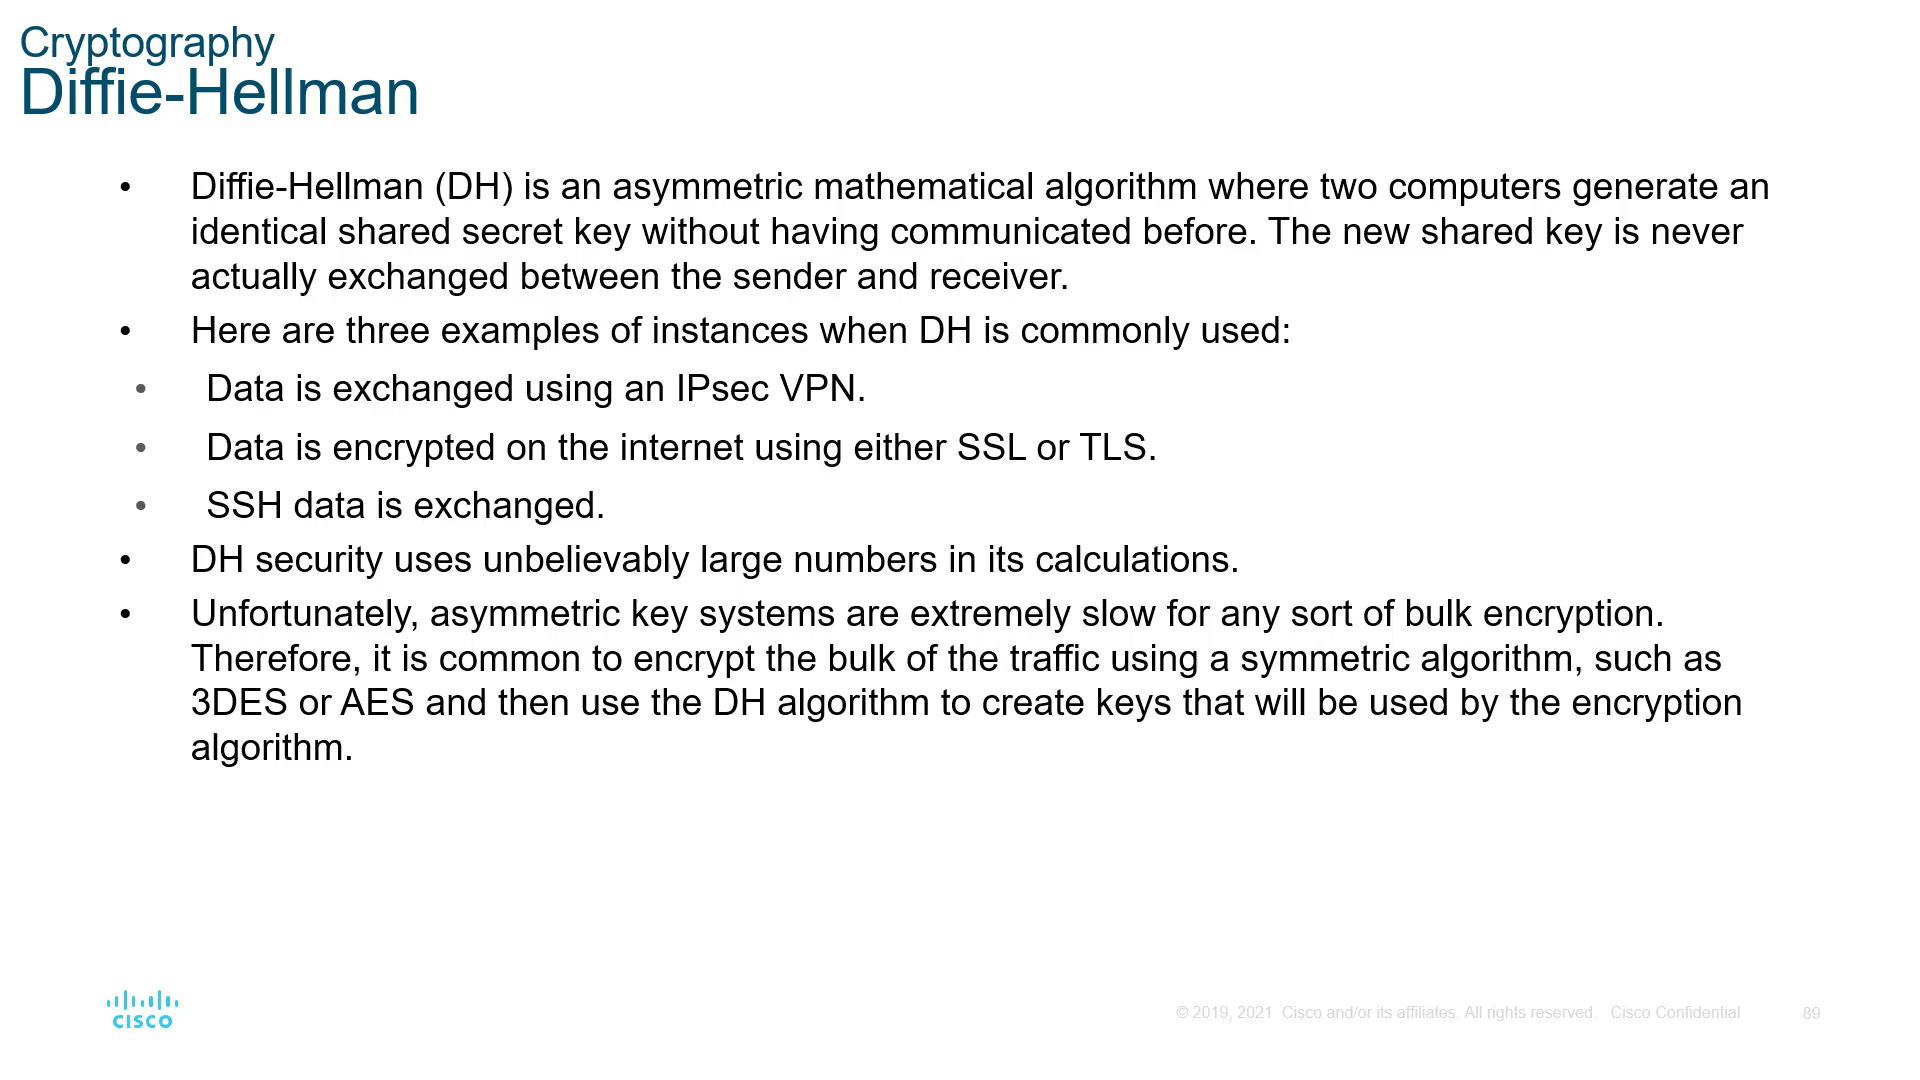 Cryptography
Diffie-Hellman
• Diffie-Hellman (DH) is an asymmetric mathematical algorithm where two computers generate an
identical shared secret key without having communicated before. The new shared key is never
actually exchanged between the sender and receiver.
• Here are three examples of instances when DH is commonly used:
• Data is exchanged using an IPsec VPN.
• Data is encrypted on the internet using either SSL or TLS.
• SSH data is exchanged.
• DH security uses unbelievably large numbers in its calculations.
• Unfortunately, asymmetric key systems are extremely slow for any sort of bulk encryption.
Therefore, it is common to encrypt the bulk of the traffic using a symmetric algorithm, such as
3DES or AES and then use the DH algorithm to create keys that will be used by the encryption
algorithm.
CISCO
© 2019, 2021 Cisco and/or its affiliates. All rights reserved. Cisco Confidential 89